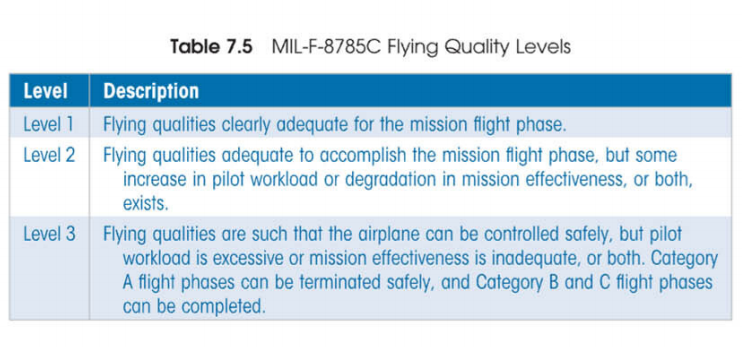 Table 7.5 MIL-F-8785C Flying Quality Levels
Level Description
Level 1 Flying qualities clearly adequate for the mission flight phase.
Level 2 Flying qualities adequate to accomplish the mission flight phase, but some
increase in pilot workload or degradation in mission effectiveness, or both,
exists.
Level 3 Flying qualities are such that the airplane can be controlled safely, but pilot
workload is excessive or mission effectiveness is inadequate, or both. Category
A flight phases can be terminated safely, and Category B and C flight phases
can be completed.